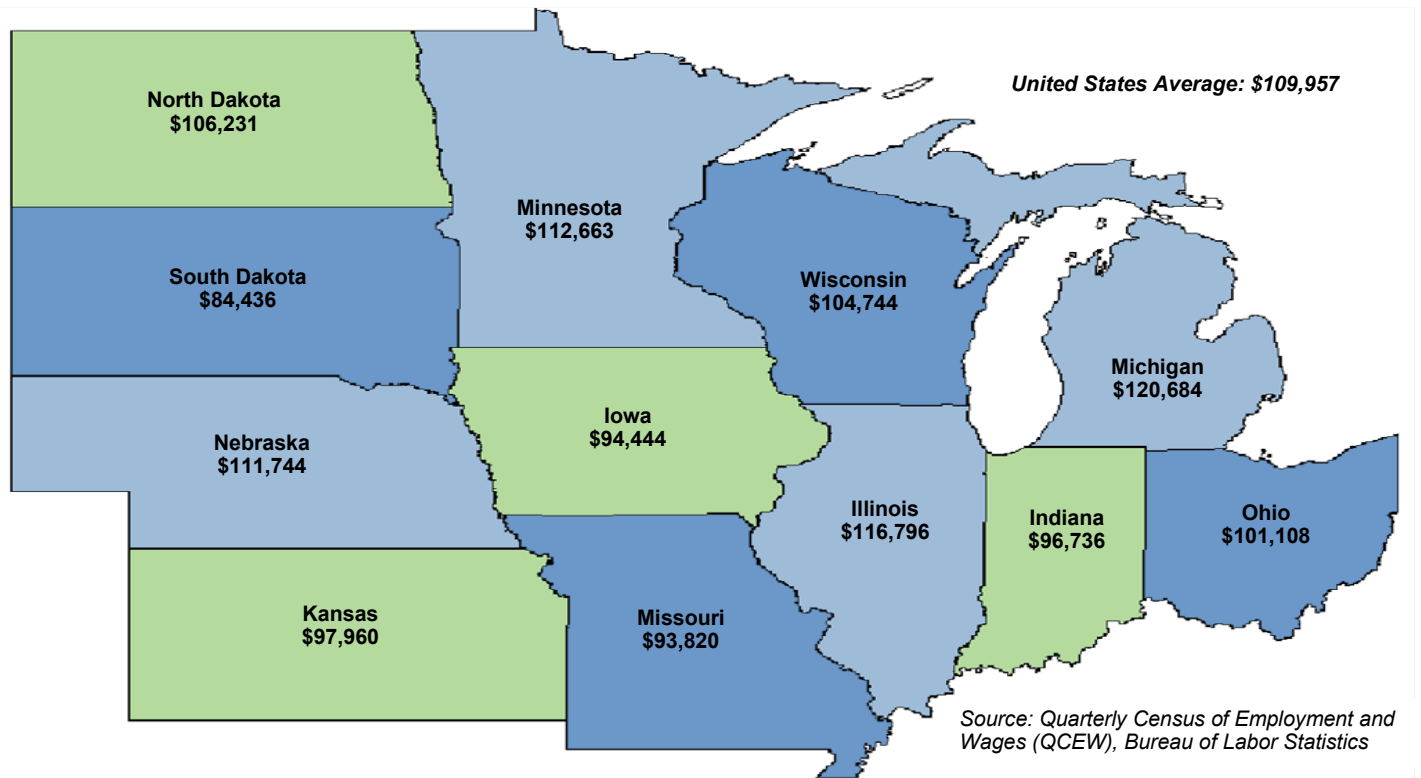 United States Average: $109,957
North Dakota
$106,231
Minnesota
$112,663
South Dakota
$84,436
Wisconsin
$104,744
Michigan
$120,684
Iowa
$94,444
Nebraska
$111,744
Illinois
$116,796
Indiana
$96,736
Ohio
$101,108
Kansas
$97,960
Missouri
$93,820
Source: Quarterly Census of Employment and
Wages (QCEW), Bureau of Labor Statistics